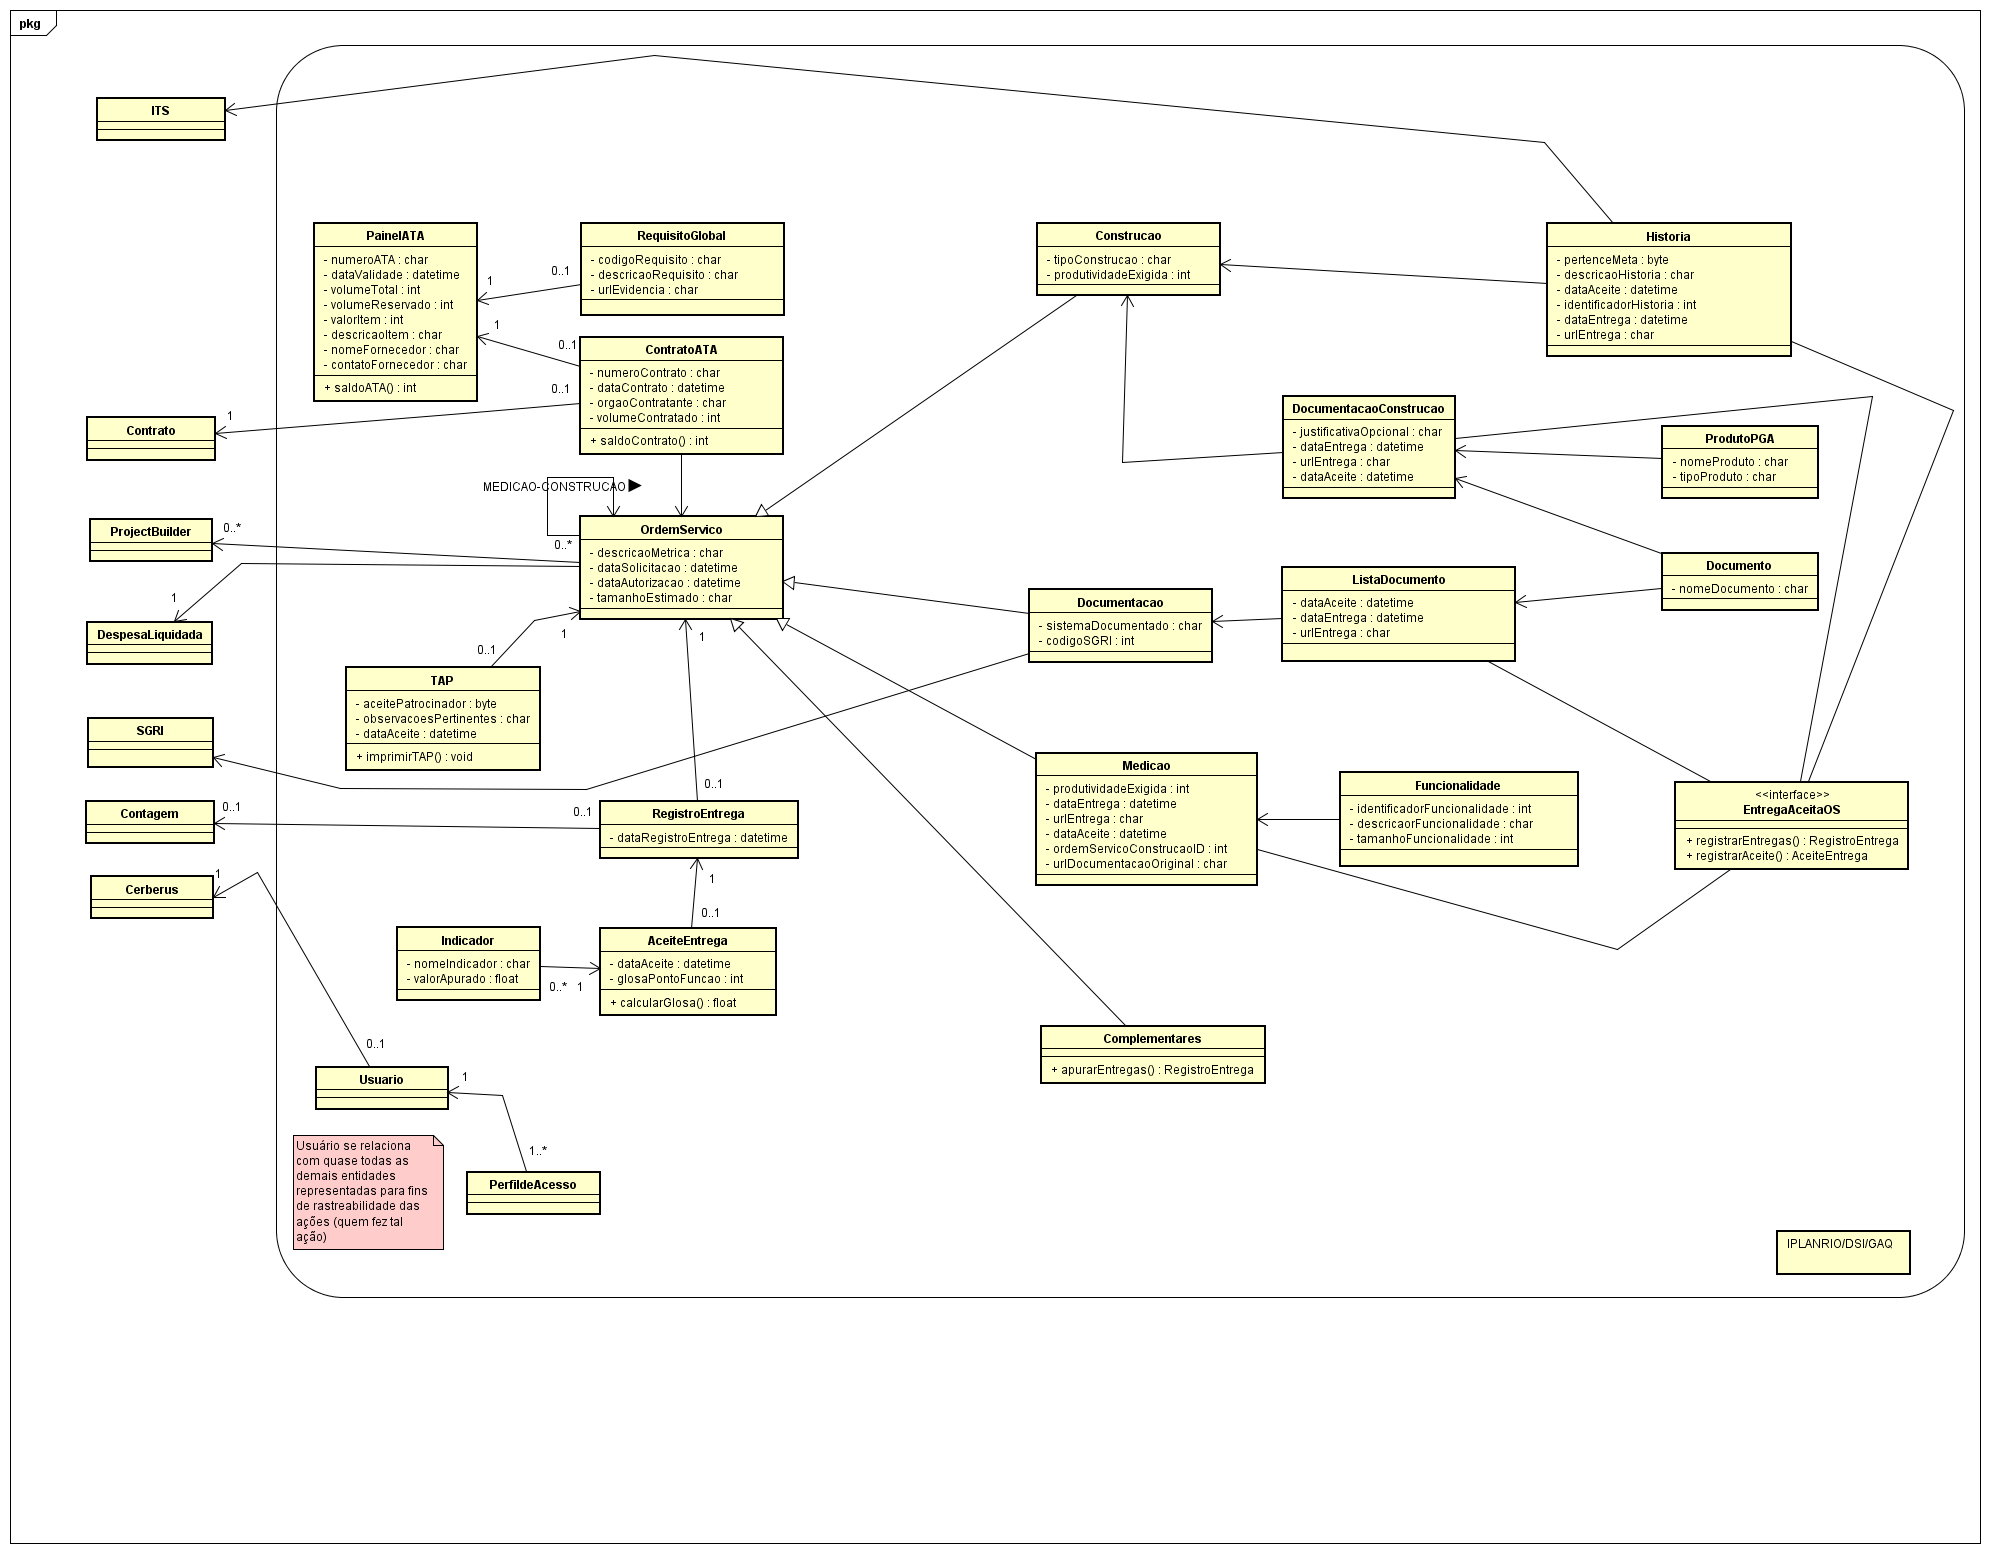 pkg
ITS
PainelATA
- numeroATA : char
- dataValidade : datetime
- volumeTotal : int
- volumeReservado : int
- valorItem : int
- descricaoItem : char
- nomeFornecedor : char
- contatoFornecedor : char
+ saldoATA() : int
1
0..1
1
0..1
0..1
RequisitoGlobal
- codigoRequisito : char
- descricaoRequisito : char
- urlEvidencia : char
ContratoATA
- numeroContrato : char
- dataContrato : datetime
- orgaoContratante : char
- volumeContratado : int
+ saldoContrato() : int
Construcao
- tipoConstrucao : char
- produtividadeExigida : int
Historia
- pertenceMeta : byte
- descricaoHistoria : char
- dataAceite : datetime
- identificadorHistoria : int
- dataEntrega : datetime
- urlEntrega : char
Contrato
1
DocumentacaoConstrucao
- justificativaOpcional : char
- dataEntrega : datetime
- urlEntrega : char
- dataAceite : datetime
ProdutoPGA
- nomeProduto : char
- tipoProduto : char
MEDICAO-CONSTRUCAO
0..*
ProjectBuilder
0..*
OrdemServico
- descricaoMetrica : char
- dataSolicitacao : datetime
- dataAutorizacao : datetime
- tamanhoEstimado : char
Documento
- nomeDocumento : char
ListaDocumento
- dataAceite : datetime
- dataEntrega : datetime
- urlEntrega : char
Documentacao
- sistemaDocumentado : char
- codigoSGRI : int
1
DespesaLiquidada
1
0..1
1
TAP
- aceitePatrocinador : byte
- observacoesPertinentes : char
- dataAceite : datetime
+ imprimirTAP() : void
SGRI
Medicao
- produtividadeExigida : int
- dataEntrega : datetime
- urlEntrega : char
- dataAceite : datetime
- ordemServicoConstrucaoID : int
- urlDocumentacaoOriginal : char
Funcionalidade
- identificadorFuncionalidade : int
- descricaorFuncionalidade : char
- tamanhoFuncionalidade : int
<<interface>>
EntregaAceitaOS
+ registrarEntregas() : RegistroEntrega
+ registrarAceite() : AceiteEntrega
Contagem
0..1
0..1
0..1
RegistroEntrega
- dataRegistroEntrega : datetime
1
0..1
Cerberus
1
Indicador
- nomeIndicador : char
- valorApurado : float
0..*
1
AceiteEntrega
- dataAceite : datetime
- glosaPontoFuncao : int
+ calcularGlosa() : float
Complementares
+ apurarEntregas() : RegistroEntrega
0..1
Usuario
1
1..*
PerfildeAcesso
Usuário se relaciona
com quase todas as
demais entidades
representadas para fins
de rastreabilidade das
ações (quem fez tal
ação)
IPLANRIO/DSI/GAQ